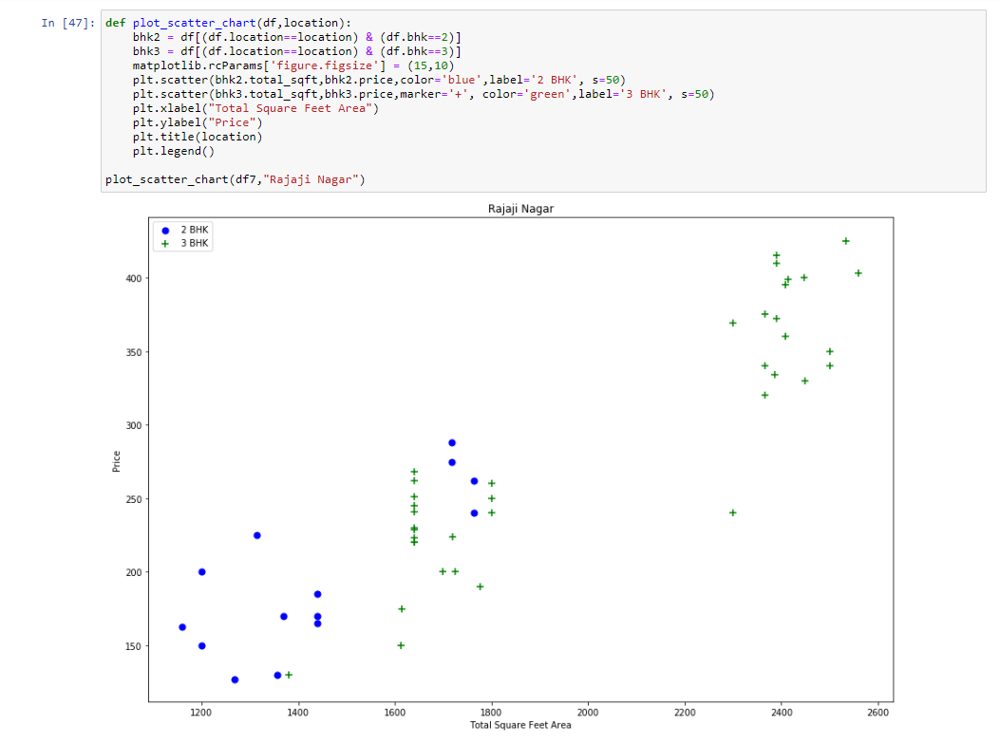 In [47]: def plot_scatter_chart(df,location):
    bhk2 = df[(df.location==location) & (df.bhk==2)]
    bhk3 = df[(df.location==location) & (df.bhk==3)]
    matplotlib.rcParams['figure.figsize'] = (15,10)
    plt.scatter(bhk2.total_sqft,bhk2.price,color='blue',label='2 BHK', s=50)
    plt.scatter(bhk3.total_sqft,bhk3.price,marker='+', color='green',label='3 BHK', s=50)
    plt.xlabel("Total Square Feet Area")
    plt.ylabel("Price")
    plt.title(location)
    plt.legend()
plot_scatter_chart(df7,"Rajaji Nagar")
Rajaji Nagar
2 BHK
3 BHK
400
350
300
250
200
150
Price
1200 1400 1600 1800 2000 2200 2400 2600
Total Square Feet Area